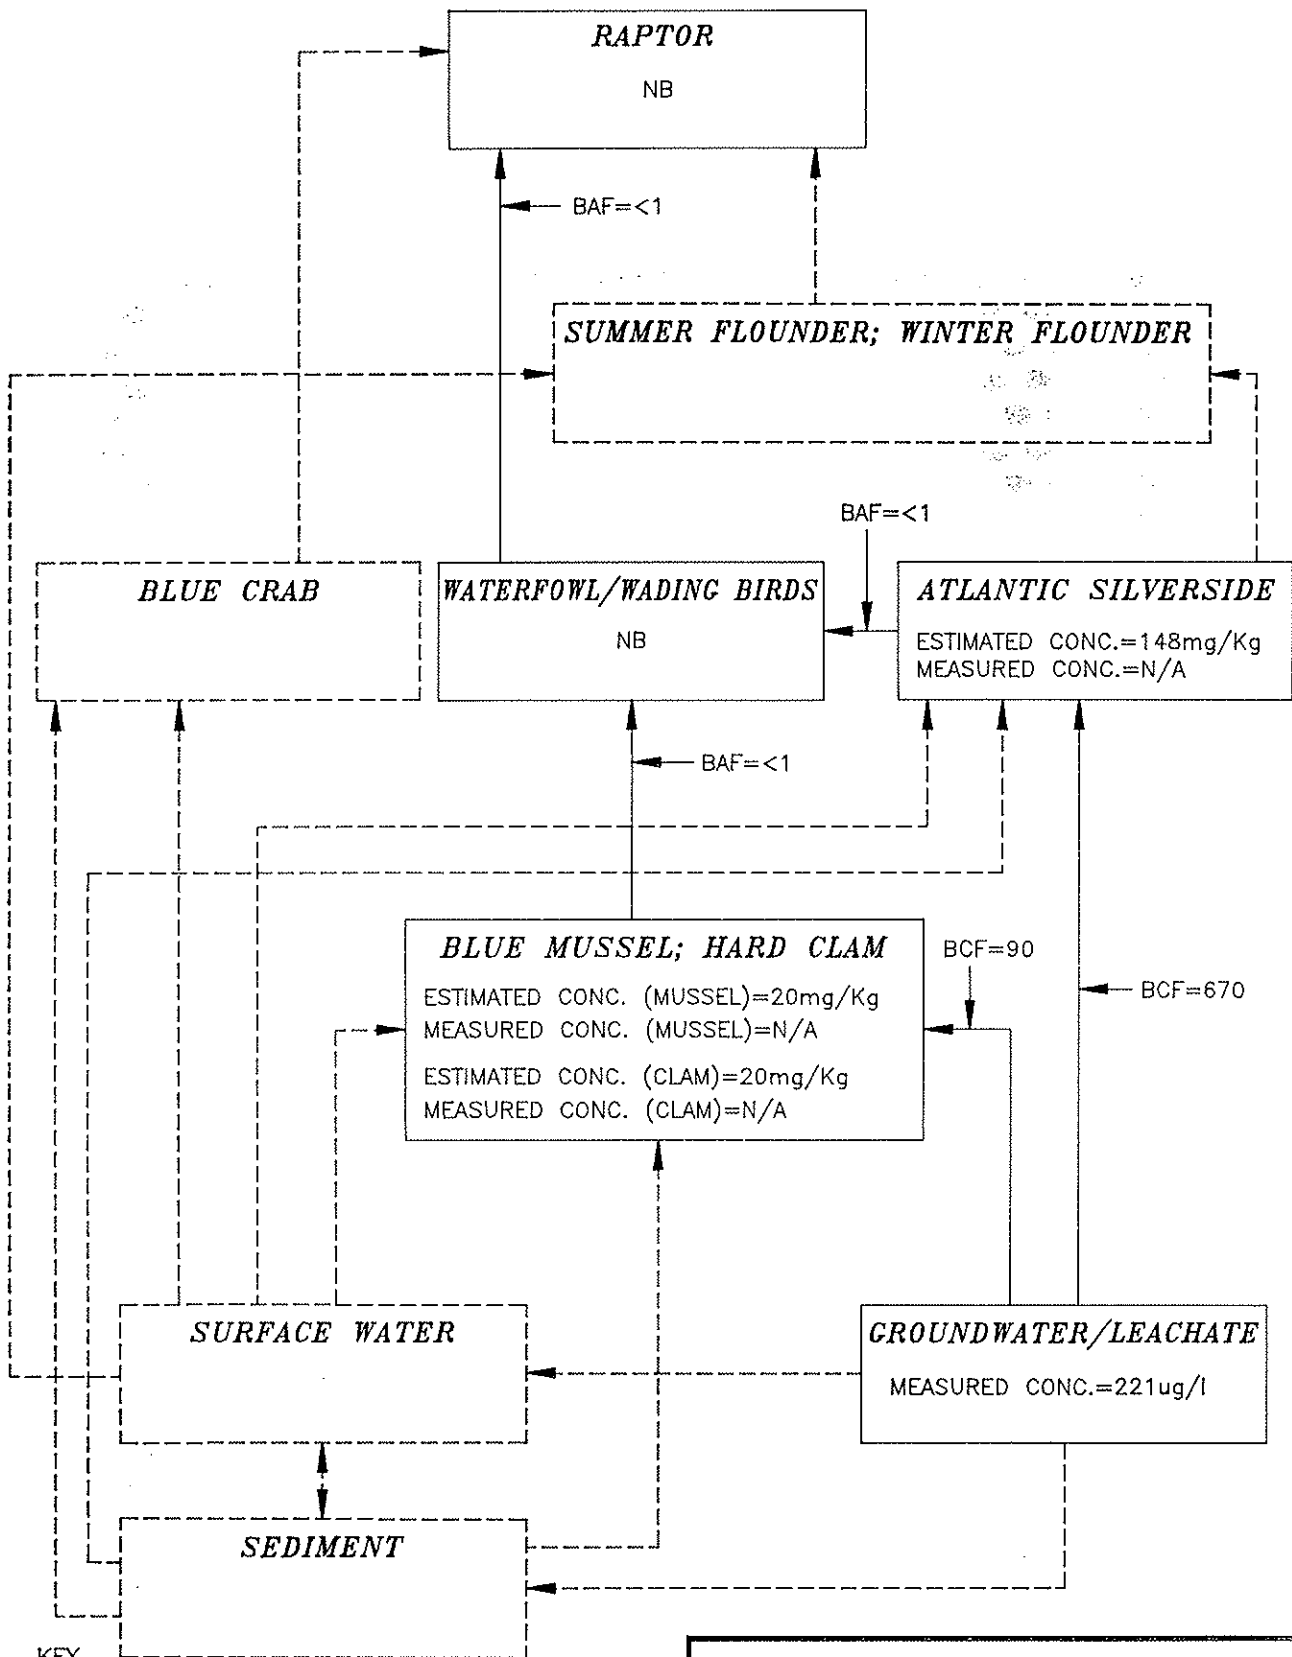 RAPTOR
NB
BAF=<1
SUMMER FLOUNDER; WINTER FLOUNDER
BAF=<1
BLUE CRAB
WATERFOWL/WADING BIRDS
NB
ATLANTIC SILVERSIDE
ESTIMATED CONC.=148mg/Kg
MEASURED CONC.=N/A
BAF=<1
BLUE MUSSEL; HARD CLAM
ESTIMATED CONC. (MUSSEL)=20mg/Kg
MEASURED CONC. (MUSSEL)=N/A
ESTIMATED CONC. (CLAM)=20mg/Kg
MEASURED CONC. (CLAM)=N/A
BCF=90
BCF=670
SURFACE WATER
GROUNDWATER/LEACHATE
MEASURED CONC.=221ug/l
SEDIMENT
KEY